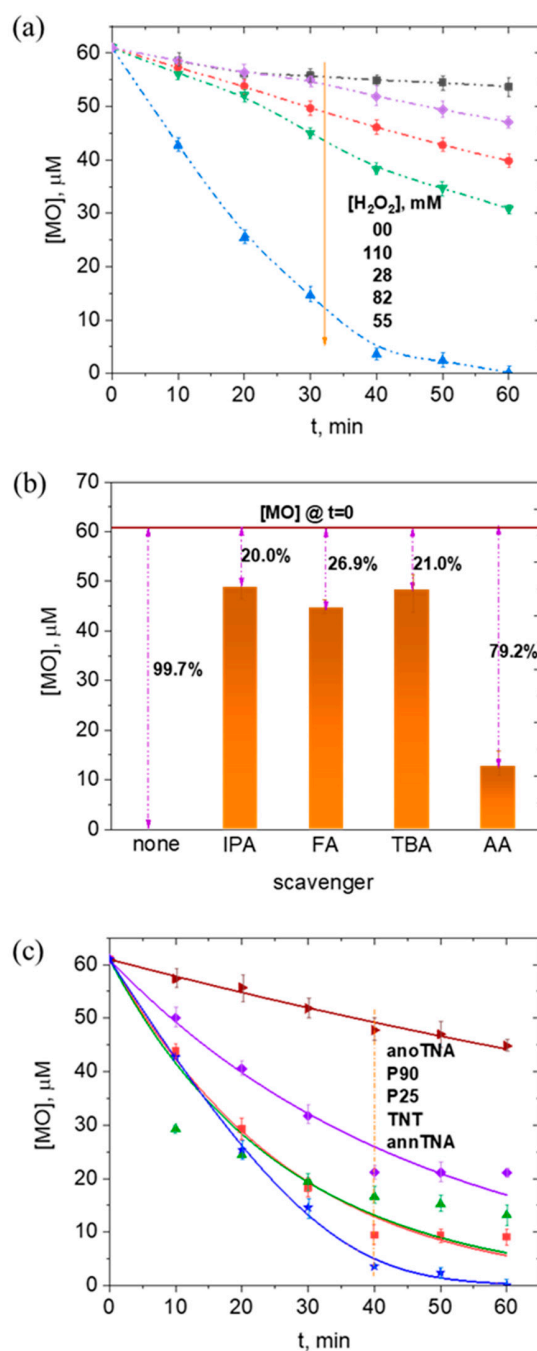 (a)
70
60
50
40
30
20
10
0
[MO], μM
[H₂O₂], mM
00
110
28
82
55
0 10 20 30 40 50 60
t, min
(b)
70
60
50
40
30
20
10
0
[MO], μM
[MO] @ t=0
20.0% 26.9% 21.0%
99.7% 79.2%
none IPA FA TBA AA
scavenger
(c)
70
60
50
40
30
20
10
0
[MO], μM
anoTNA
P90
P25
TNT
annTNA
0 10 20 30 40 50 60
t, min